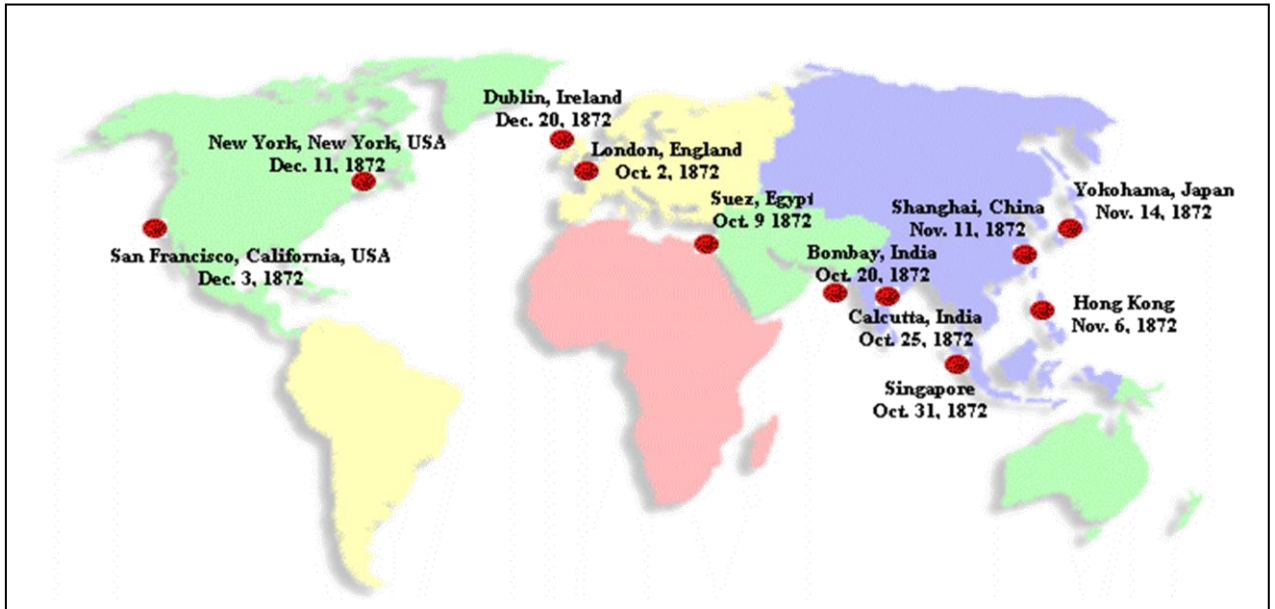 Dublin, Ireland
Dec. 20, 1872
New York, New York, USA
Dec. 11, 1872
London, England
Oct. 2, 1872
Suez, Egypt
Oct. 9 1872
Yokohama, Japan
Nov. 14, 1872
Shanghai, China
Nov. 11, 1872
San Francisco, California, USA
Dec. 3, 1872
Bombay, India
Oct. 20, 1872
Hong Kong
Nov. 6, 1872
Calcutta, India
Oct. 25, 1872
Singapore
Oct. 31, 1872